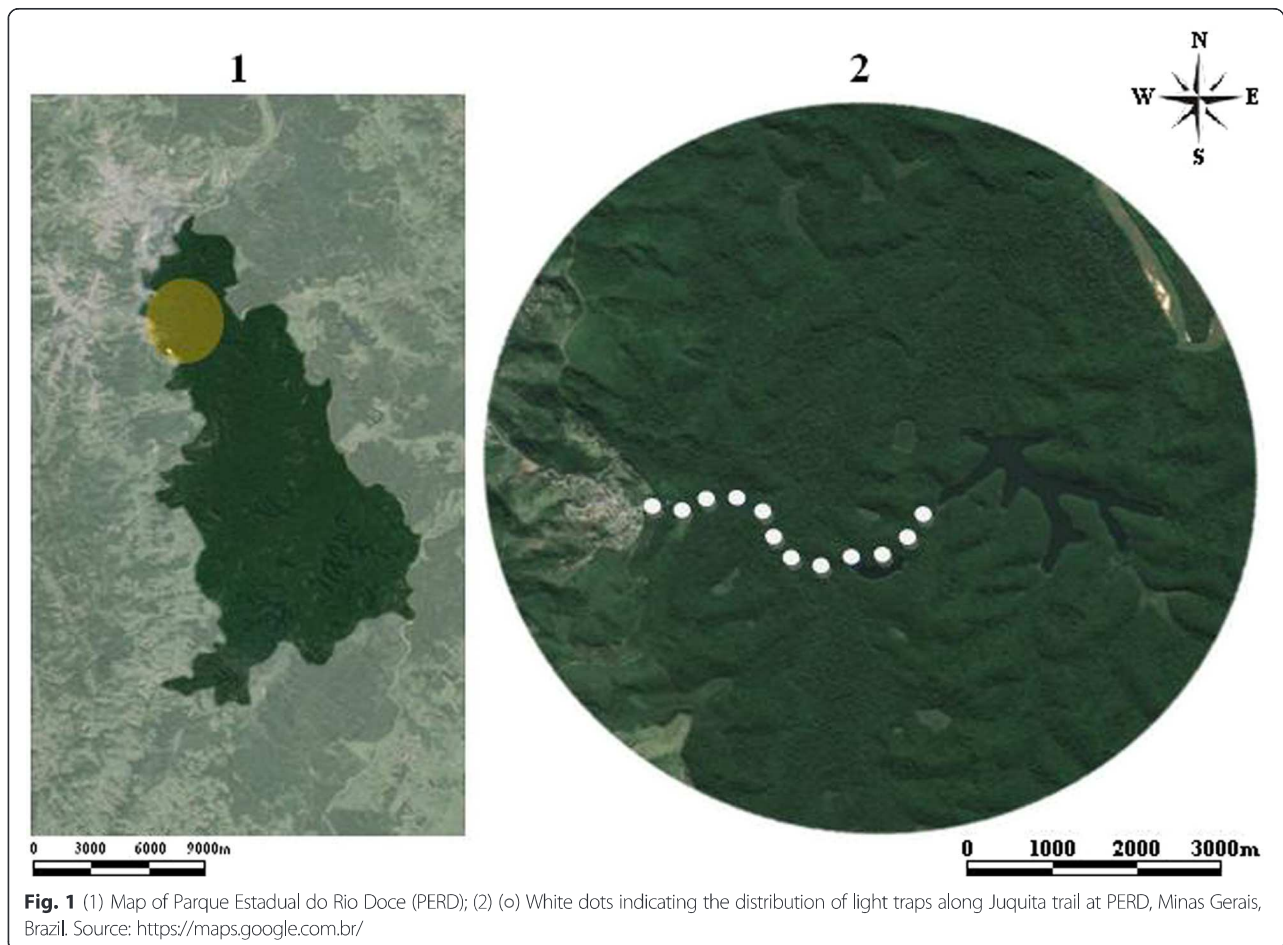 1
2
N
W E
S
0 3000 6000 9000m
0 1000 2000 3000m
Fig. 1 (1) Map of Parque Estadual do Rio Doce (PERD); (2) (o) White dots indicating the distribution of light traps along Juquita trail at PERD, Minas Gerais,
Brazil. Source: https://maps.google.com.br/